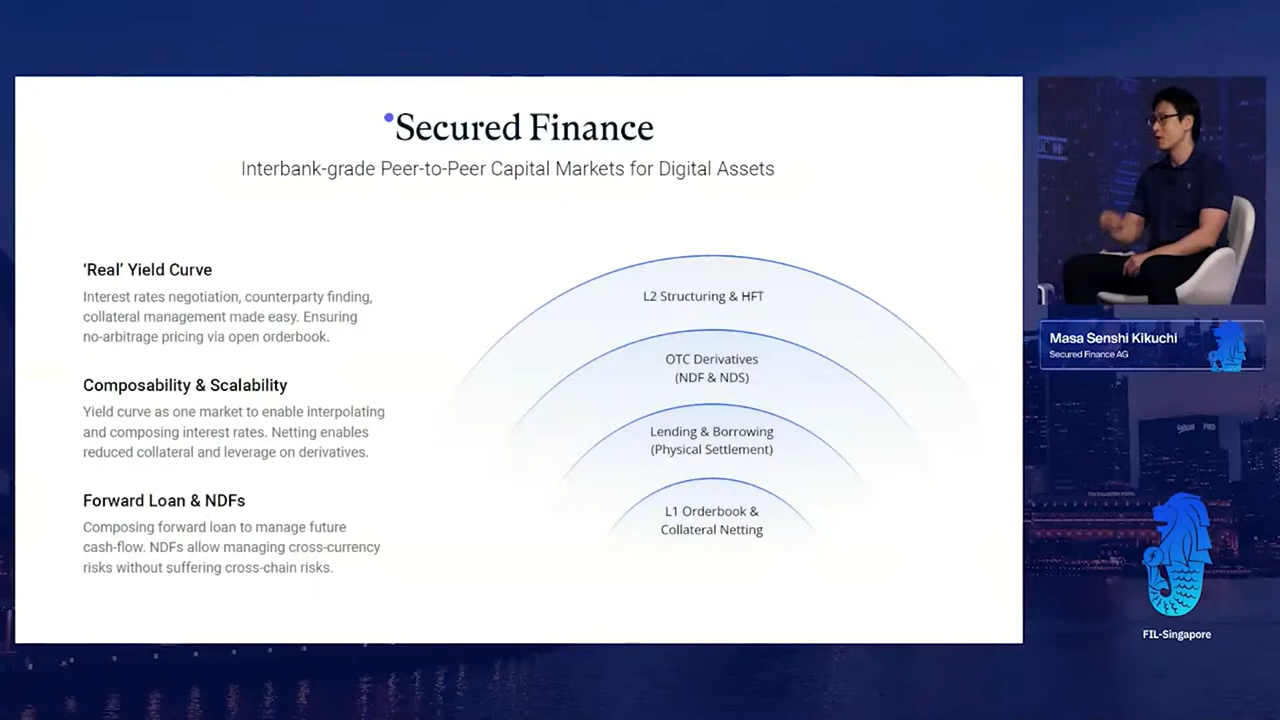 Secured Finance
Interbank-grade Peer-to-Peer Capital Markets for Digital Assets
‘Real’ Yield Curve
Interest rates negotiation, counterparty finding,
collateral management made easy. Ensuring
no-arbitrage pricing via open orderbook.
Composability & Scalability
Yield curve as one market to enable interpolating
and composing interest rates. Netting enables
reduced collateral and leverage on derivatives.
Forward Loan & NDFs
Composing forward loan to manage future
cash-flow. NDFs allow managing cross-currency
risks without suffering cross-chain risks.
L2 Structuring & HFT
OTC Derivatives
(NDF & NDS)
Lending & Borrowing
(Physical Settlement)
L1 Orderbook &
Collateral Netting
Masa Senshi Kikuchi
Secured Finance AG
FIL-Singapore